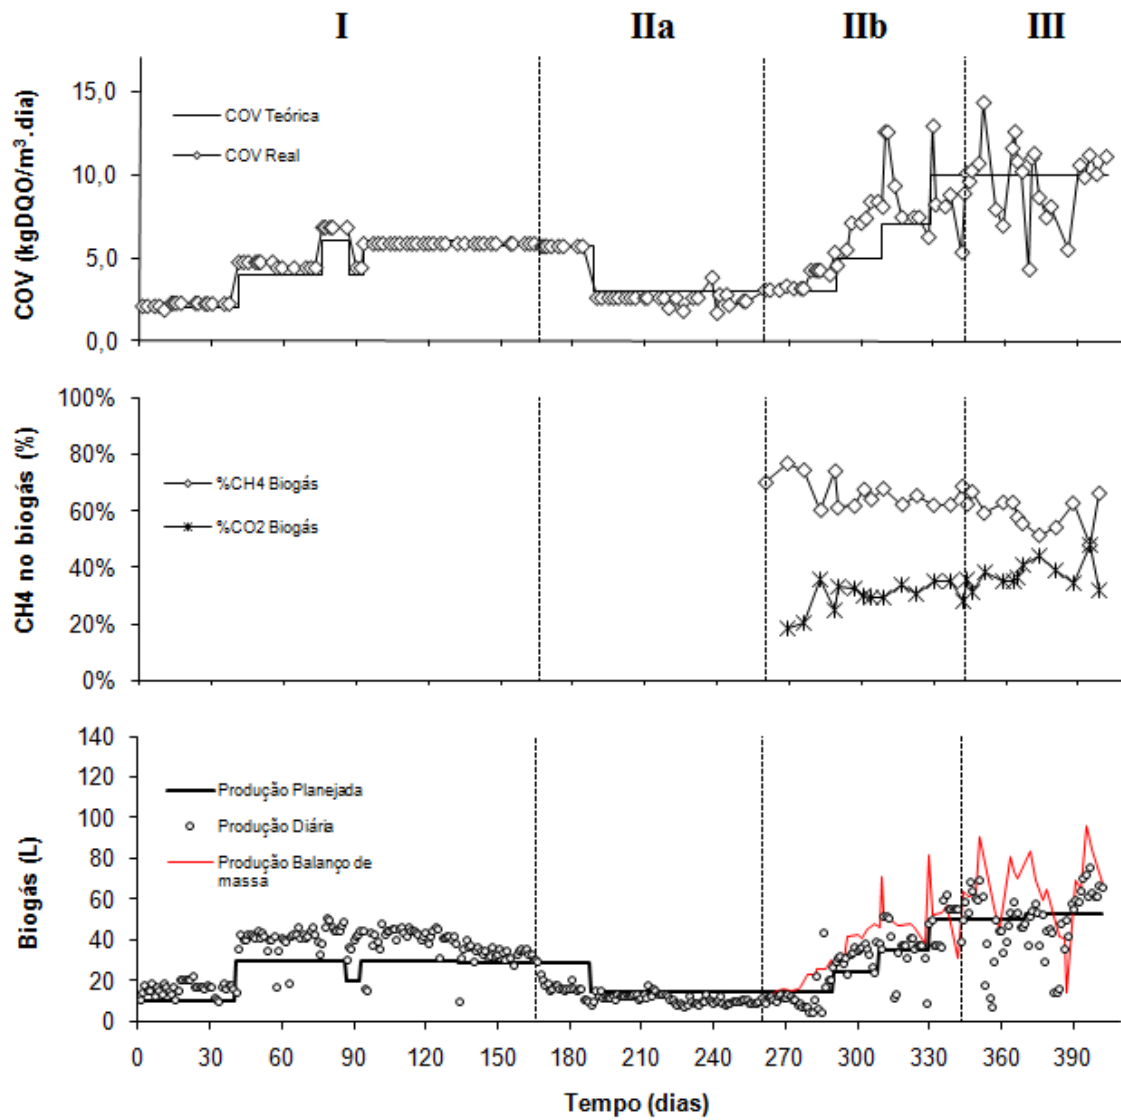 I IIa IIb III
COV (kgDQO/m³.dia)
15,0
10,0
5,0
0,0
COV Teórica
COV Real
CH4 no biogás (%)
100%
80%
60%
40%
20%
0%
%CH4 Biogás
%CO2 Biogás
Biogás (L)
140
120
100
80
60
40
20
0
Produção Planejada
Produção Diária
Produção Balanço de
massa
0 30 60 90 120 150 180 210 240 270 300 330 360 390
Tempo (dias)